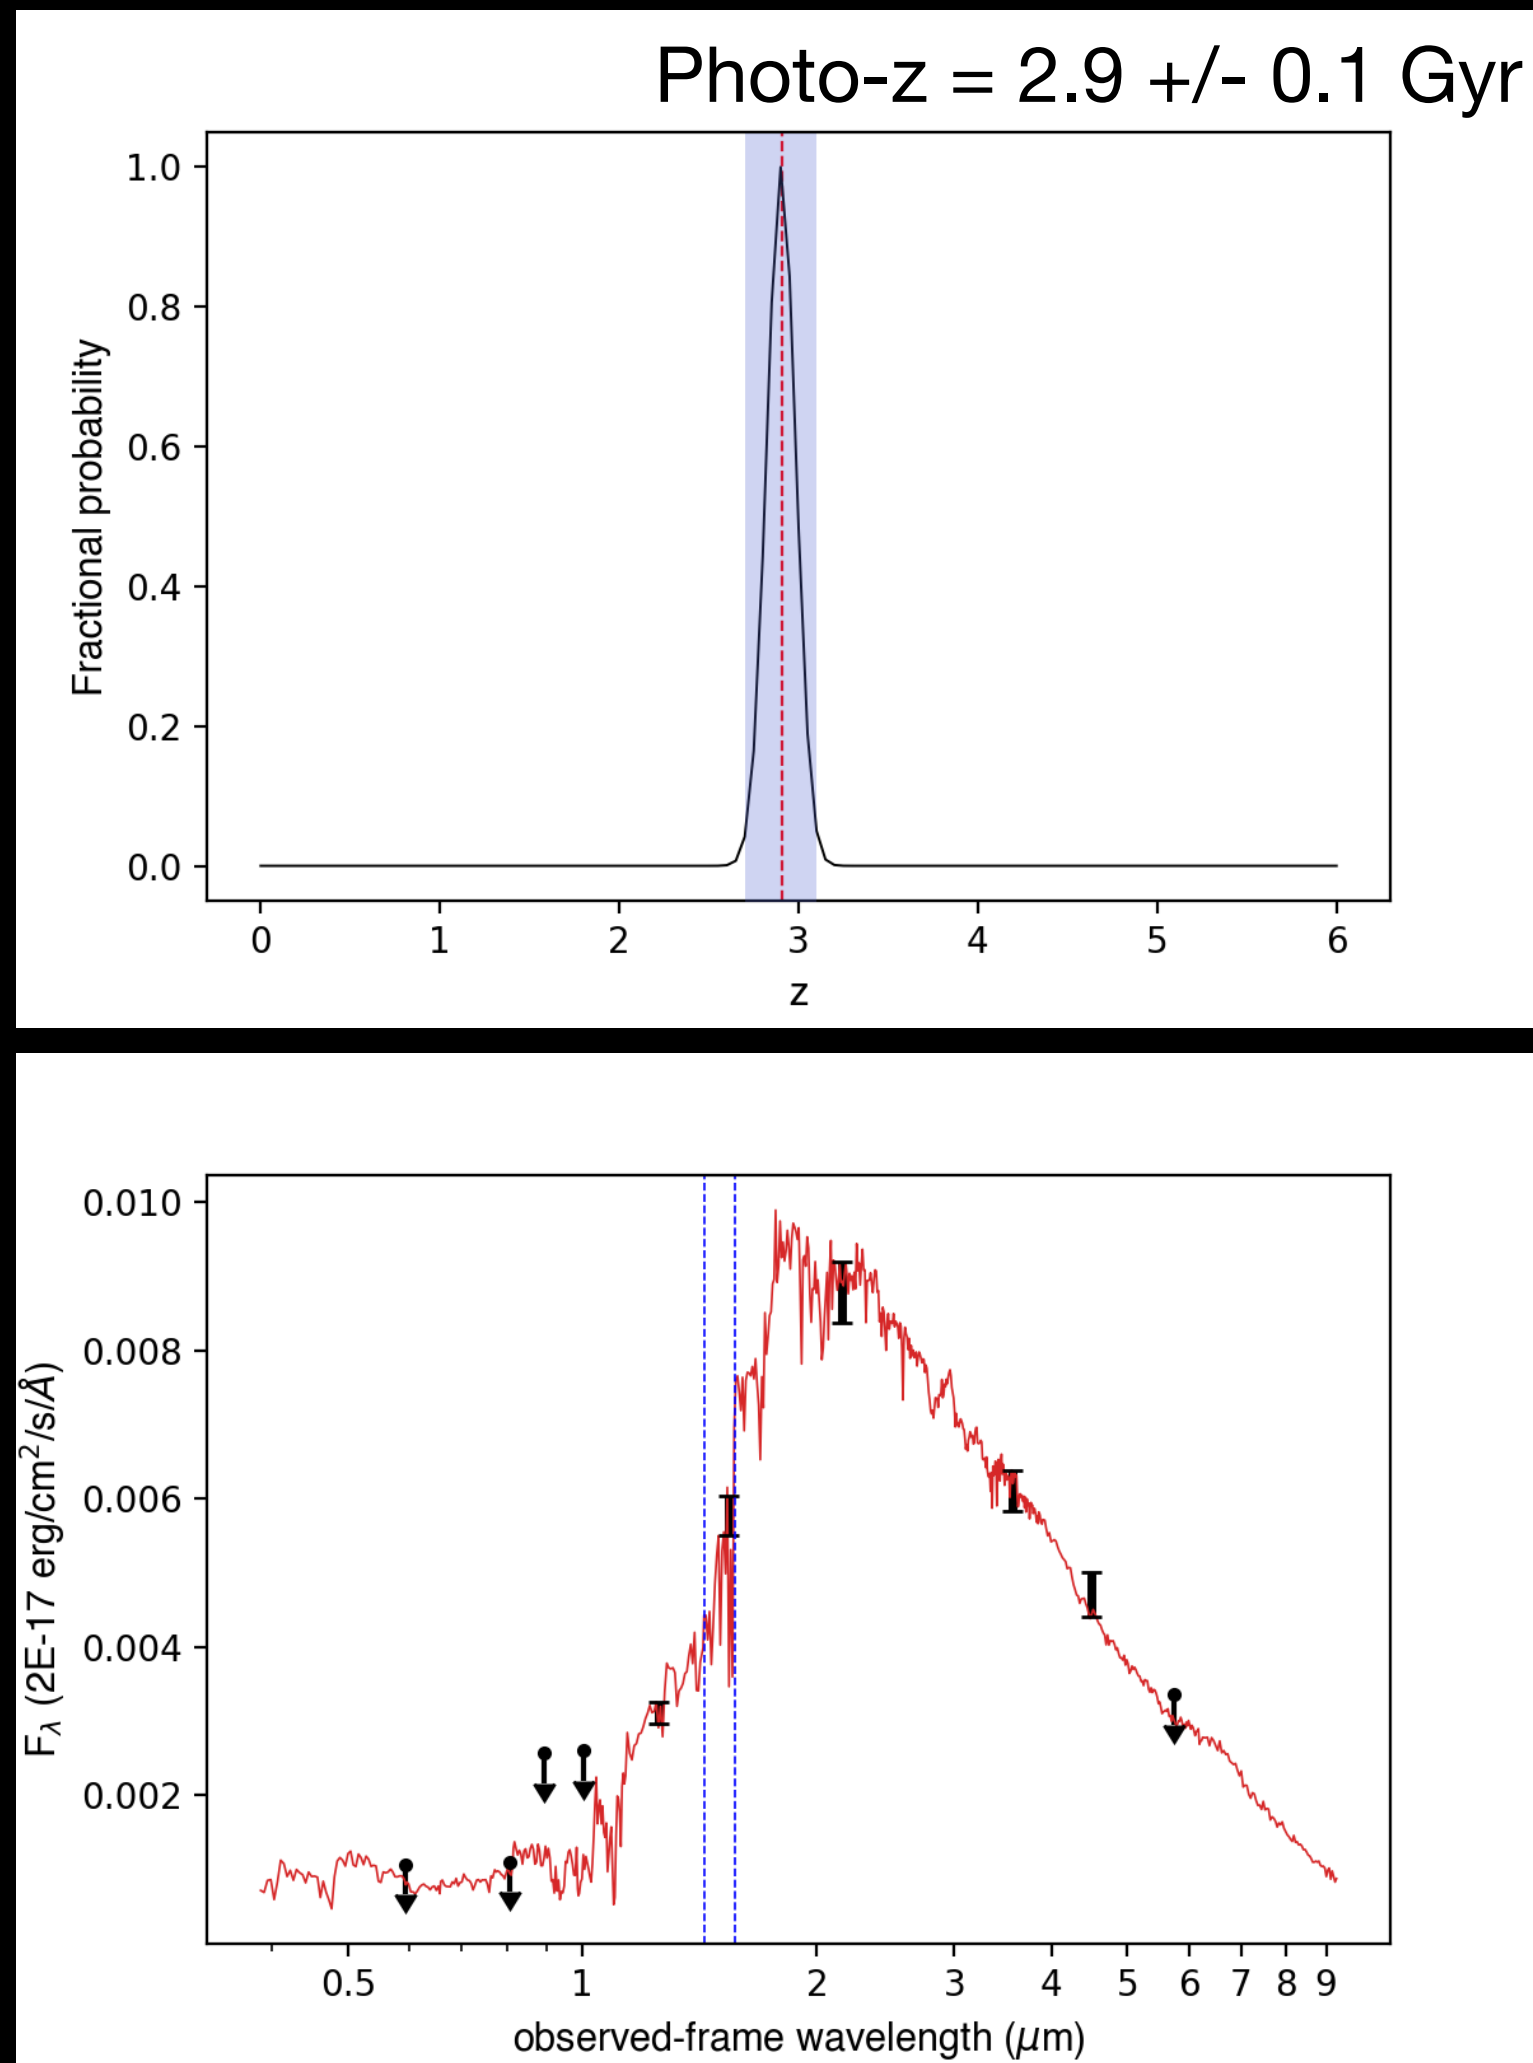 Photo-z = 2.9 +/- 0.1 Gyr
1.0
0.8
0.6
0.4
0.2
0.0
Fractional probability
0 1 2 3 4 5 6
z
0.010
0.008
0.006
0.004
0.002
F_λ (2E-17 erg/cm²/s/Å)
0.5 1 2 3 4 5 6 7 8 9
observed-frame wavelength (μm)